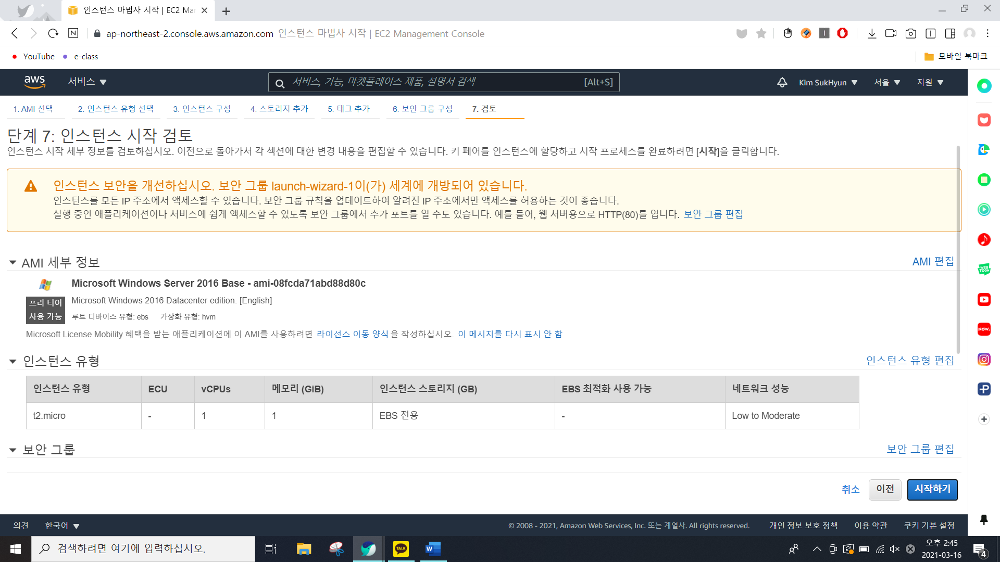 인스턴스 마법사 시작 | EC2 Ma
ap-northeast-2.console.aws.amazon.com 인스턴스 마법사 시작 | EC2 Management Console
YouTube e-class 모바일 북마크
aws 서비스 서비스, 기능, 마켓플레이스 제품, 설명서 검색 [Alt+S] Kim SukHyun 서울 지원
1. AMI 선택 2. 인스턴스 유형 선택 3. 인스턴스 구성 4. 스토리지 추가 5. 태그 추가 6. 보안 그룹 구성 7. 검토
단계 7: 인스턴스 시작 검토
인스턴스 시작 세부 정보를 검토하십시오. 이전으로 돌아가서 각 섹션에 대한 변경 내용을 편집할 수 있습니다. 키 페어를 인스턴스에 할당하고 시작 프로세스를 완료하려면 [시작]을 클릭합니다.
인스턴스 보안을 개선하십시오. 보안 그룹 launch-wizard-1이(가) 세계에 개방되어 있습니다.
인스턴스를 모든 IP 주소에서 액세스할 수 있습니다. 보안 그룹 규칙을 업데이트하여 알려진 IP 주소에서만 액세스를 허용하는 것이 좋습니다.
실행 중인 애플리케이션이나 서비스에 쉽게 액세스할 수 있도록 보안 그룹에서 추가 포트를 열 수도 있습니다. 예를 들어, 웹 서버용으로 HTTP(80)를 엽니다. 보안 그룹 편집
AMI 세부 정보 AMI 편집
Microsoft Windows Server 2016 Base - ami-08fcda71abd88d80c
프리 티어 사용 가능
Microsoft Windows 2016 Datacenter edition. [English]
루트 디바이스 유형: ebs 가상화 유형: hvm
Microsoft License Mobility 혜택을 받는 애플리케이션에 이 AMI를 사용하려면 라이선스 이동 양식을 작성하십시오. 이 메시지를 다시 표시 안 함
인스턴스 유형 인스턴스 유형 편집
인스턴스 유형 ECU vCPUs 메모리 (GiB) 인스턴스 스토리지 (GB) EBS 최적화 사용 가능 네트워크 성능
t2.micro - 1 1 EBS 전용 - Low to Moderate
보안 그룹 보안 그룹 편집
취소 이전 시작하기
의견 한국어 © 2008 - 2021, Amazon Web Services, Inc. 또는 계열사. All rights reserved. 개인 정보 보호 정책 이용 약관 쿠키 기본 설정
검색하려면 여기에 입력하십시오.
TALK
오후 2:45
2021-03-16
4
WEB TOON
NOW.